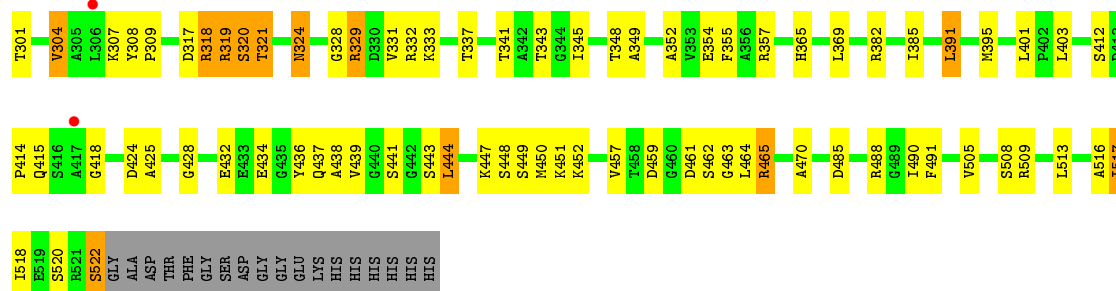 T301 V304 A305 L306 K307 Y308 P309 D317 R318 R319 S320 T321 N324 G328 R329 D330 V331 R332 K333 T337 T341 A342 T343 G344 I345 T348 A349 A352 V353 E354 F355 A356 R357 H365 L369 R382 I385 L391 M395 L401 P402 L403 S412
P414 Q415 S416 A417 G418 D424 A425 G428 E432 E433 E434 G435 Y436 Q437 A438 V439 G440 S441 G442 S443 L444 K447 S448 S449 M450 K451 K452 V457 T458 D459 G460 D461 S462 G463 L464 R465 A470 D485 R488 G489 I490 F491 V505 S508 R509 L513 A516
I518 E519 S520 R521 S522 GLY ALA ASP THR PHE GLY SER ASP GLY GLY GLU LYS HIS HIS HIS HIS HIS HIS